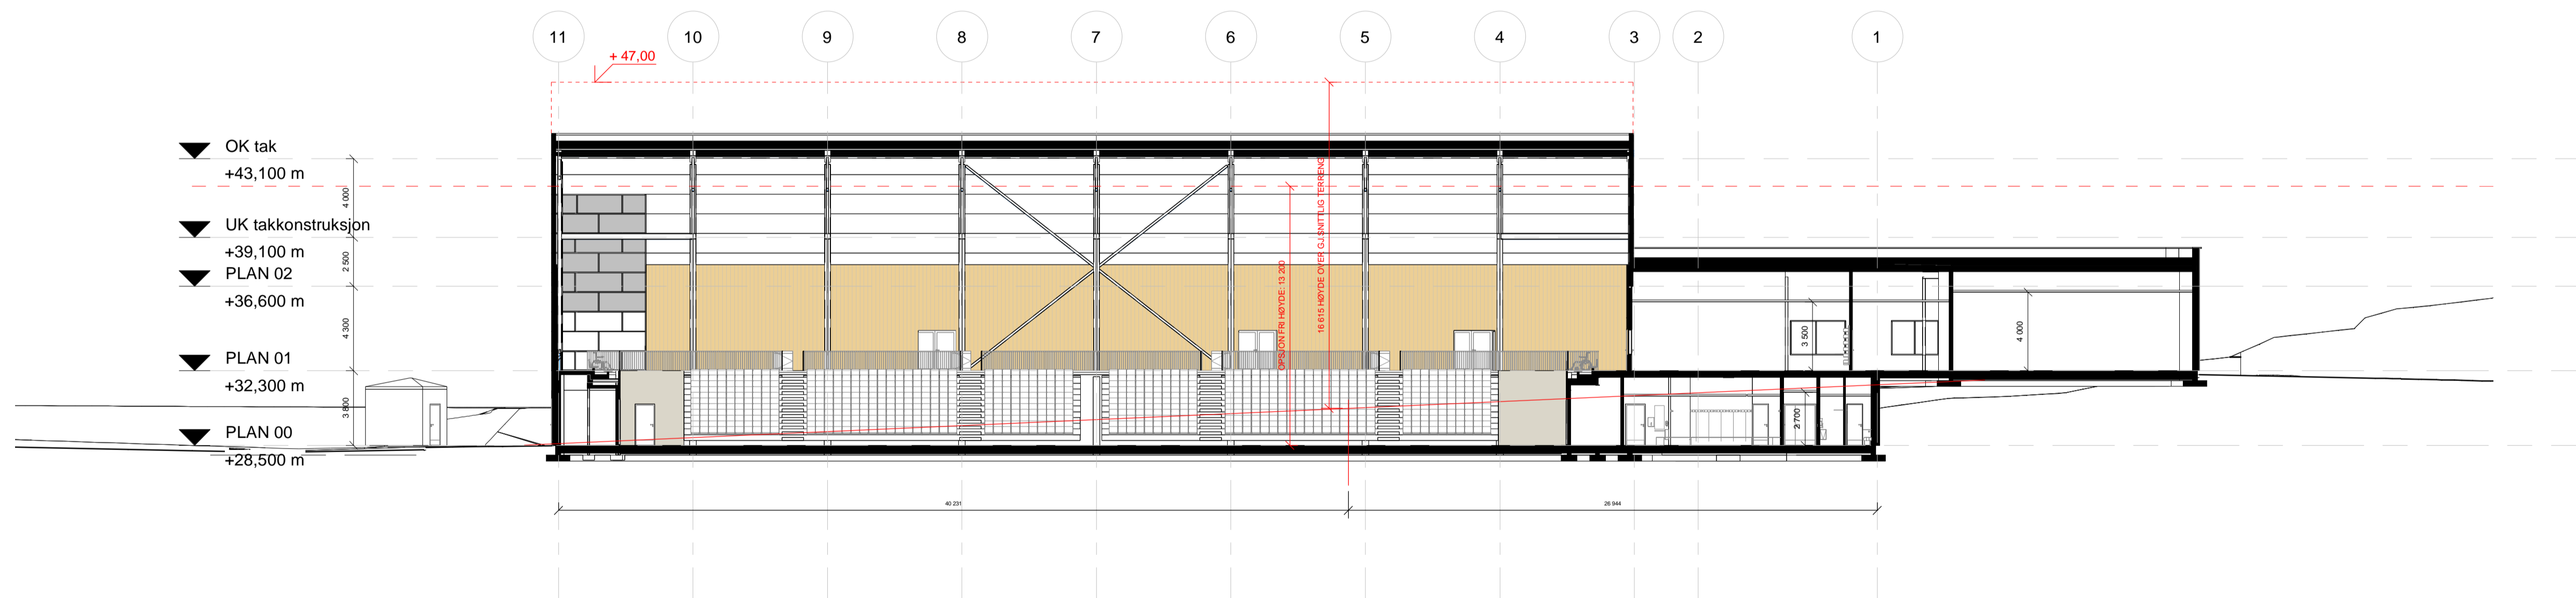 11 10 9 8 7 6 5 4 3 2 1
+ 47,00
OK tak
+43,100 m
4 000
UK takkonstruksjon
+39,100 m
2 500
PLAN 02
+36,600 m
4 300
PLAN 01
+32,300 m
3 800
PLAN 00
+28,500 m
OPSJON FRI HØYDE: 13 200
16 615 HØYDE OVER GJ.SNITTLIG TERRENG
3 500
4 000
2 700
40 231
26 944